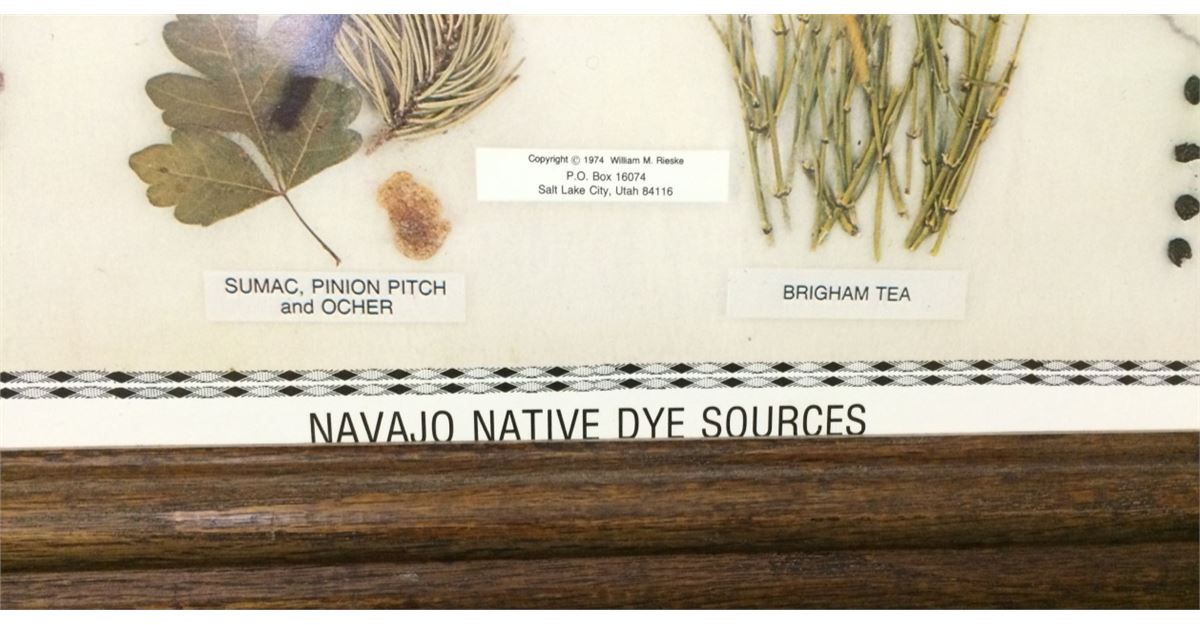 Copyright © 1974 William M. Rieske
P.O. Box 16074
Salt Lake City, Utah 84116
SUMAC, PINION PITCH
and OCHER
BRIGHAM TEA
NAVAJO NATIVE DYE SOURCES